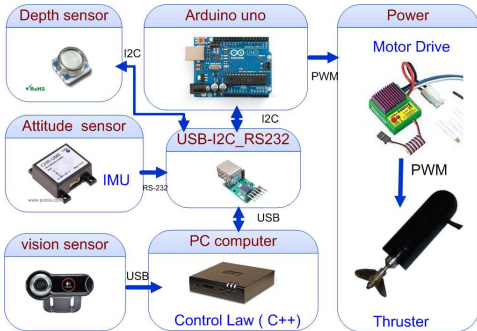 Depth sensor
RoHS
I2C
Arduino uno
UNO
PWM
I2C
Power
Motor Drive
PWM
Thruster
Attitude sensor
IMU
www.pololu.com
RS-232
USB-I2C_RS232
USB
vision sensor
USB
PC computer
Control Law ( C++)